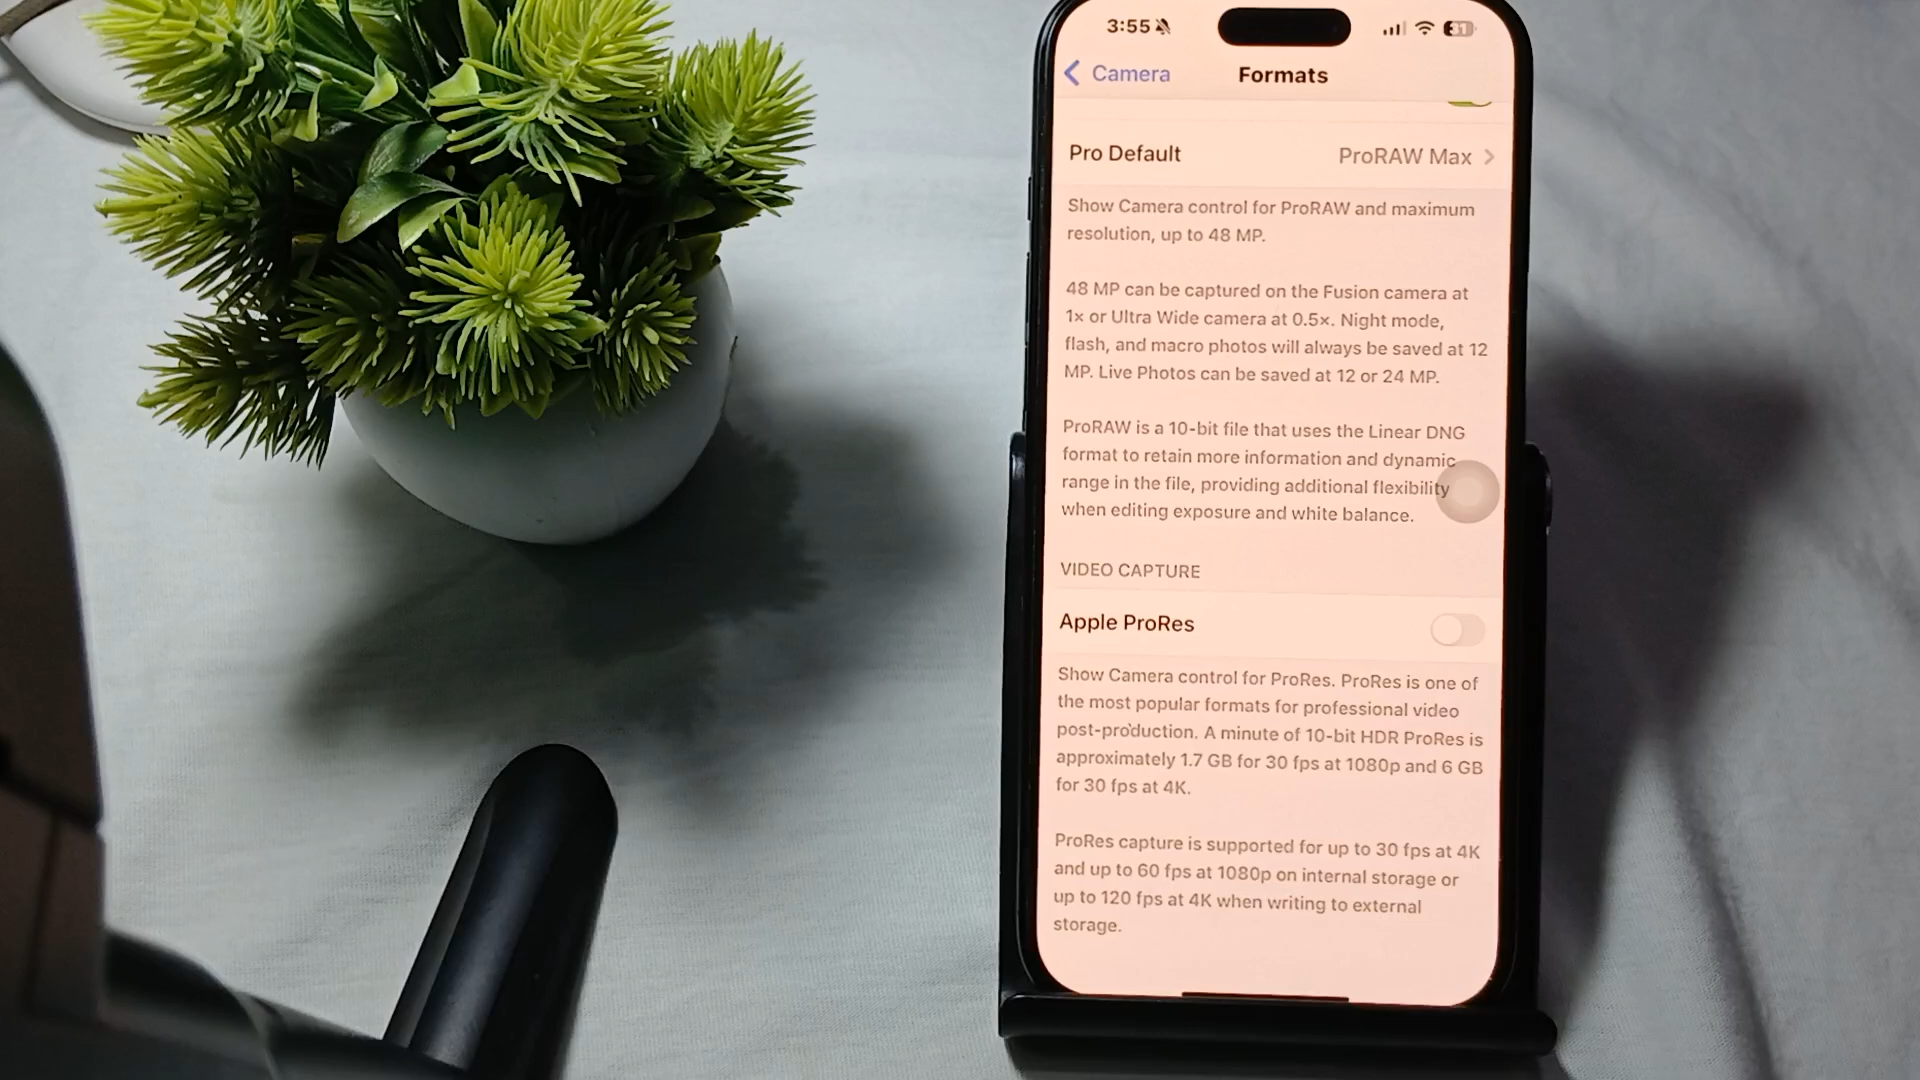 3:55
31
Camera
Formats
Pro Default
ProRAW Max
Show Camera control for ProRAW and maximum
resolution, up to 48 MP.
48 MP can be captured on the Fusion camera at
1x or Ultra Wide camera at 0.5×. Night mode,
flash, and macro photos will always be saved at 12
MP. Live Photos can be saved at 12 or 24 MP.
ProRAW is a 10-bit file that uses the Linear DNG
format to retain more information and dynamic
range in the file, providing additional flexibility
when editing exposure and white balance.
VIDEO CAPTURE
Apple ProRes
Show Camera control for ProRes. ProRes is one of
the most popular formats for professional video
post-production. A minute of 10-bit HDR ProRes is
approximately 1.7 GB for 30 fps at 1080p and 6 GB
for 30 fps at 4K.
ProRes capture is supported for up to 30 fps at 4K
and up to 60 fps at 1080p on internal storage or
up to 120 fps at 4K when writing to external
storage.